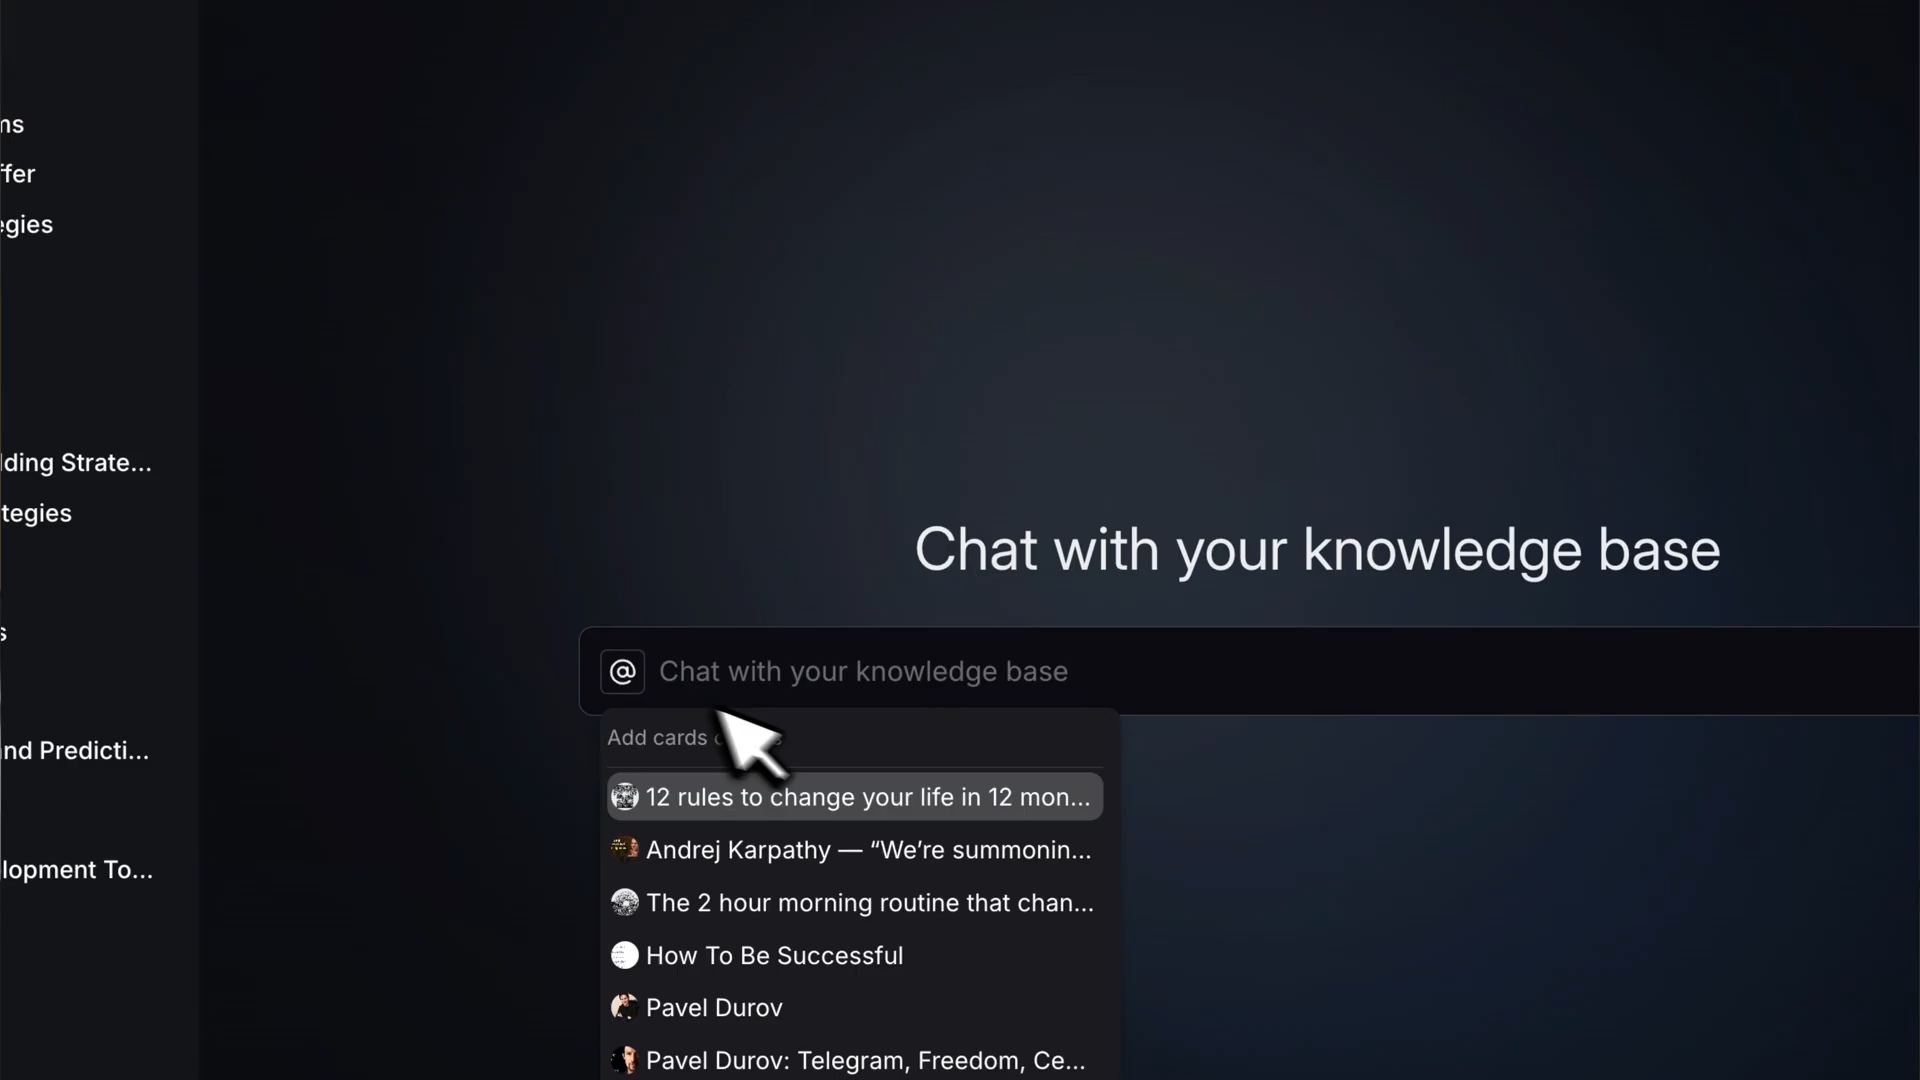 ns
ffer
egies
lding Strate...
tegies
s
nd Predicti...
lopment To...
Chat with your knowledge base
@ Chat with your knowledge base
Add cards
12 rules to change your life in 12 mon...
Andrej Karpathy — “We’re summonin...
The 2 hour morning routine that chan...
How To Be Successful
Pavel Durov
Pavel Durov: Telegram, Freedom, Ce...